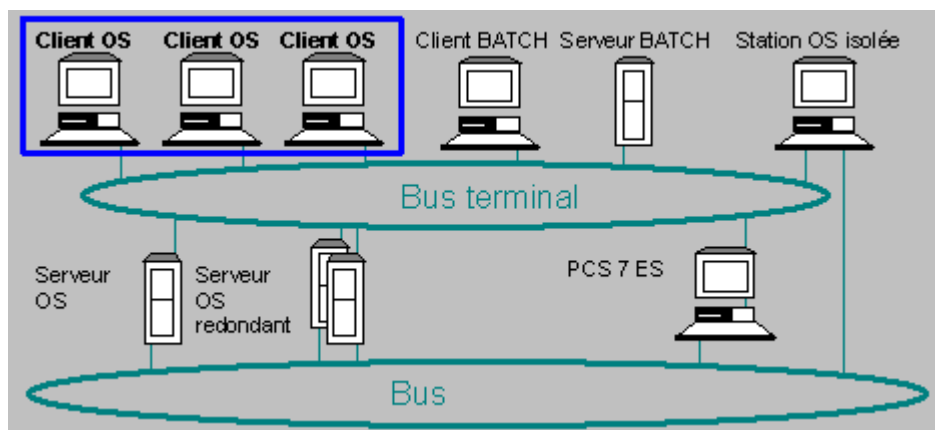 Client OS Client OS Client OS Client BATCH Serveur BATCH Station OS isolée
Bus terminal
Serveur
OS
Serveur
OS
redondant
PCS 7 ES
Bus